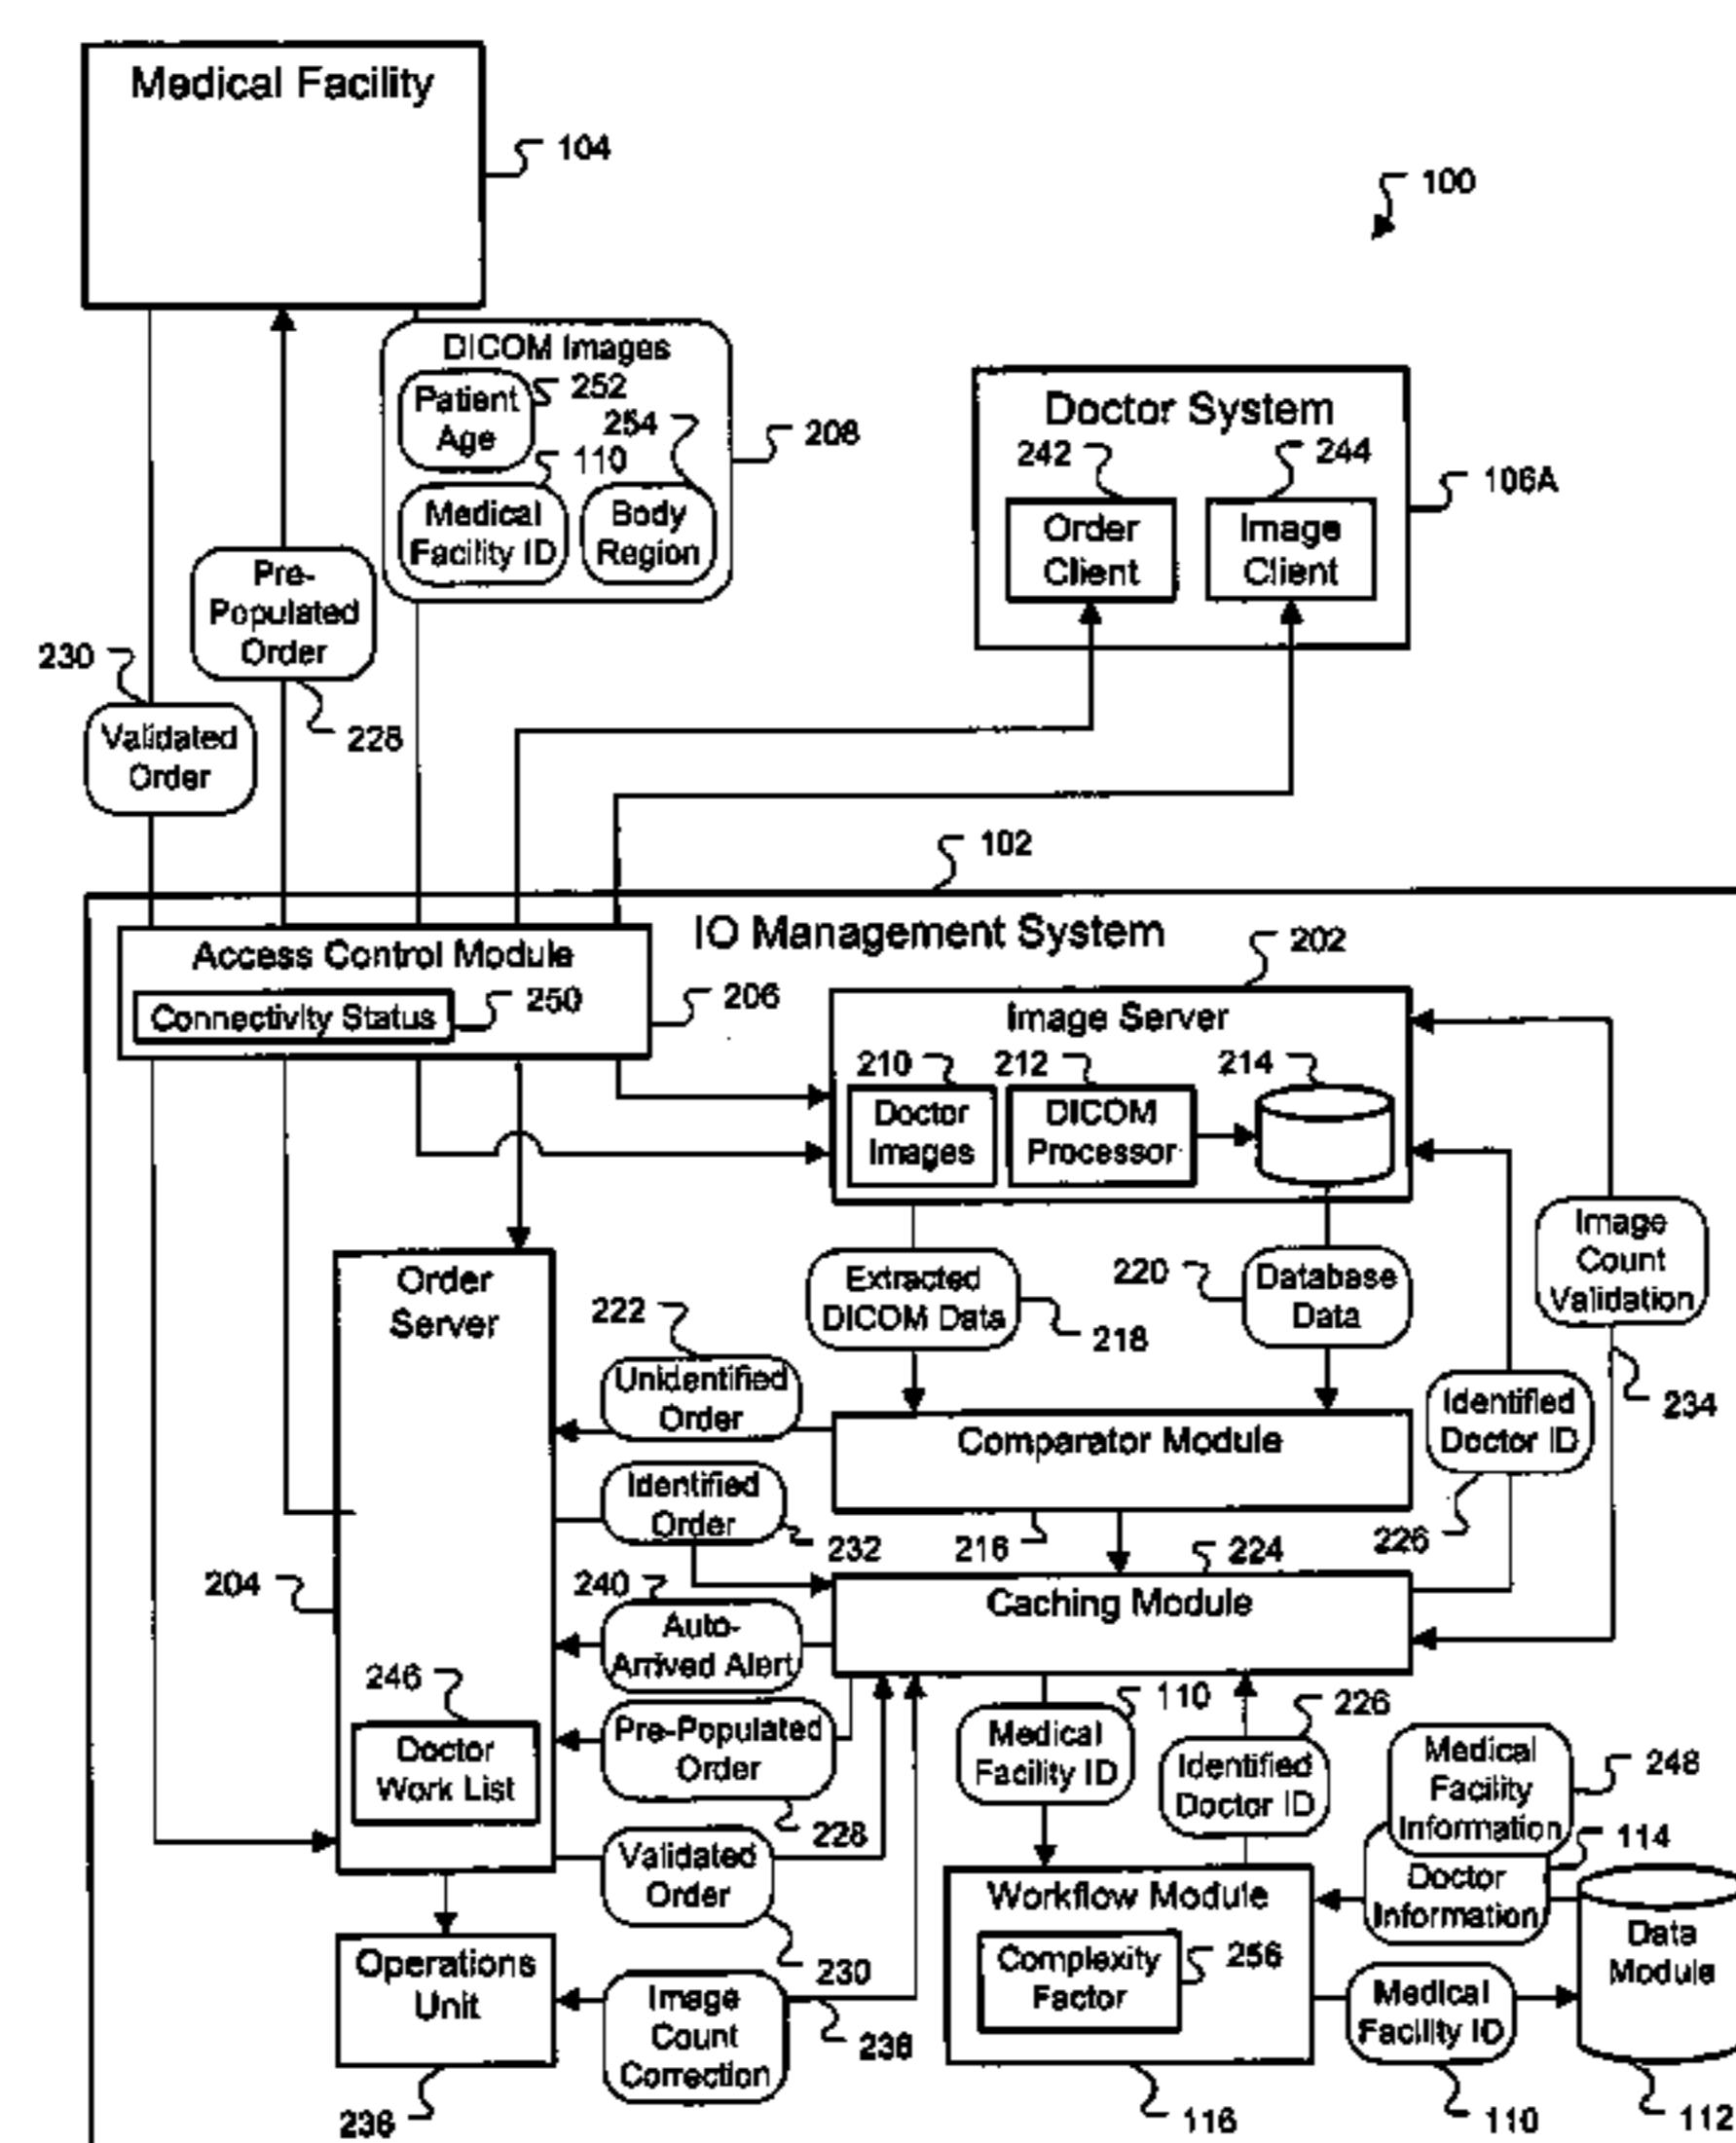 Medical Facility
104
100
DICOM Images
Patient
Age
252
254
110
Medical
Facility ID
Body
Region
208
Doctor System
242
244
Order
Client
Image
Client
106A
Pre-
Populated
Order
228
230
Validated
Order
102
IO Management System
Access Control Module
Connectivity Status
250
206
202
Image Server
210
212
214
Doctor
Images
DICOM
Processor
Order
Server
Extracted
DICOM Data
218
220
Database
Data
Image
Count
Validation
234
222
Unidentified
Order
Comparator Module
Identified
Doctor ID
226
Identified
Order
232
216
224
204
240
Auto-
Arrived Alert
Caching Module
246
Doctor
Work List
Pre-Populated
Order
228
Medical
Facility ID
110
226
Identified
Doctor ID
Medical
Facility
Information
248
114
Doctor
Information
Validated
Order
230
Workflow Module
Complexity
Factor
256
Data
Module
Operations
Unit
Image
Count
Correction
238
Medical
Facility ID
236
116
110
112